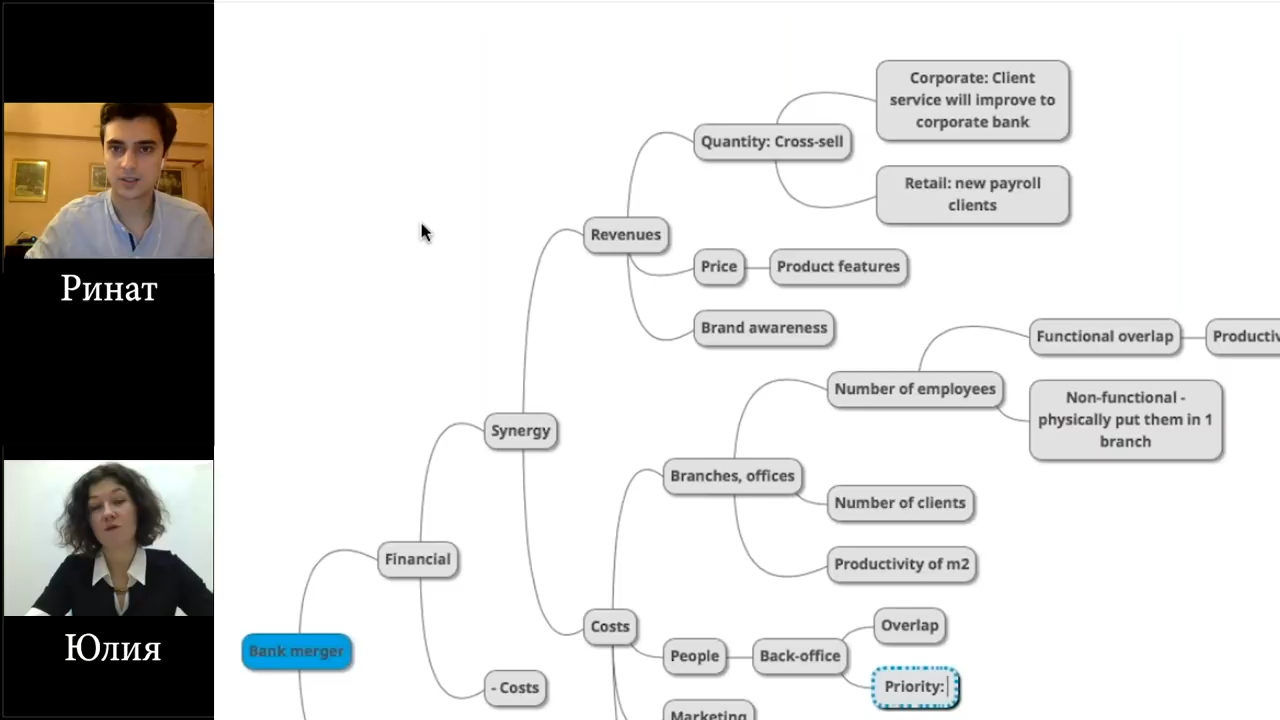 Ринат
Юлия
Corporate: Client
service will improve to
corporate bank
Quantity: Cross-sell
Retail: new payroll
clients
Revenues
Price
Product features
Brand awareness
Functional overlap
Number of employees
Non-functional -
physically put them in 1
branch
Synergy
Branches, offices
Number of clients
Financial
Productivity of m2
Costs
Overlap
Bank merger
People
Back-office
- Costs
Priority:
Marketing